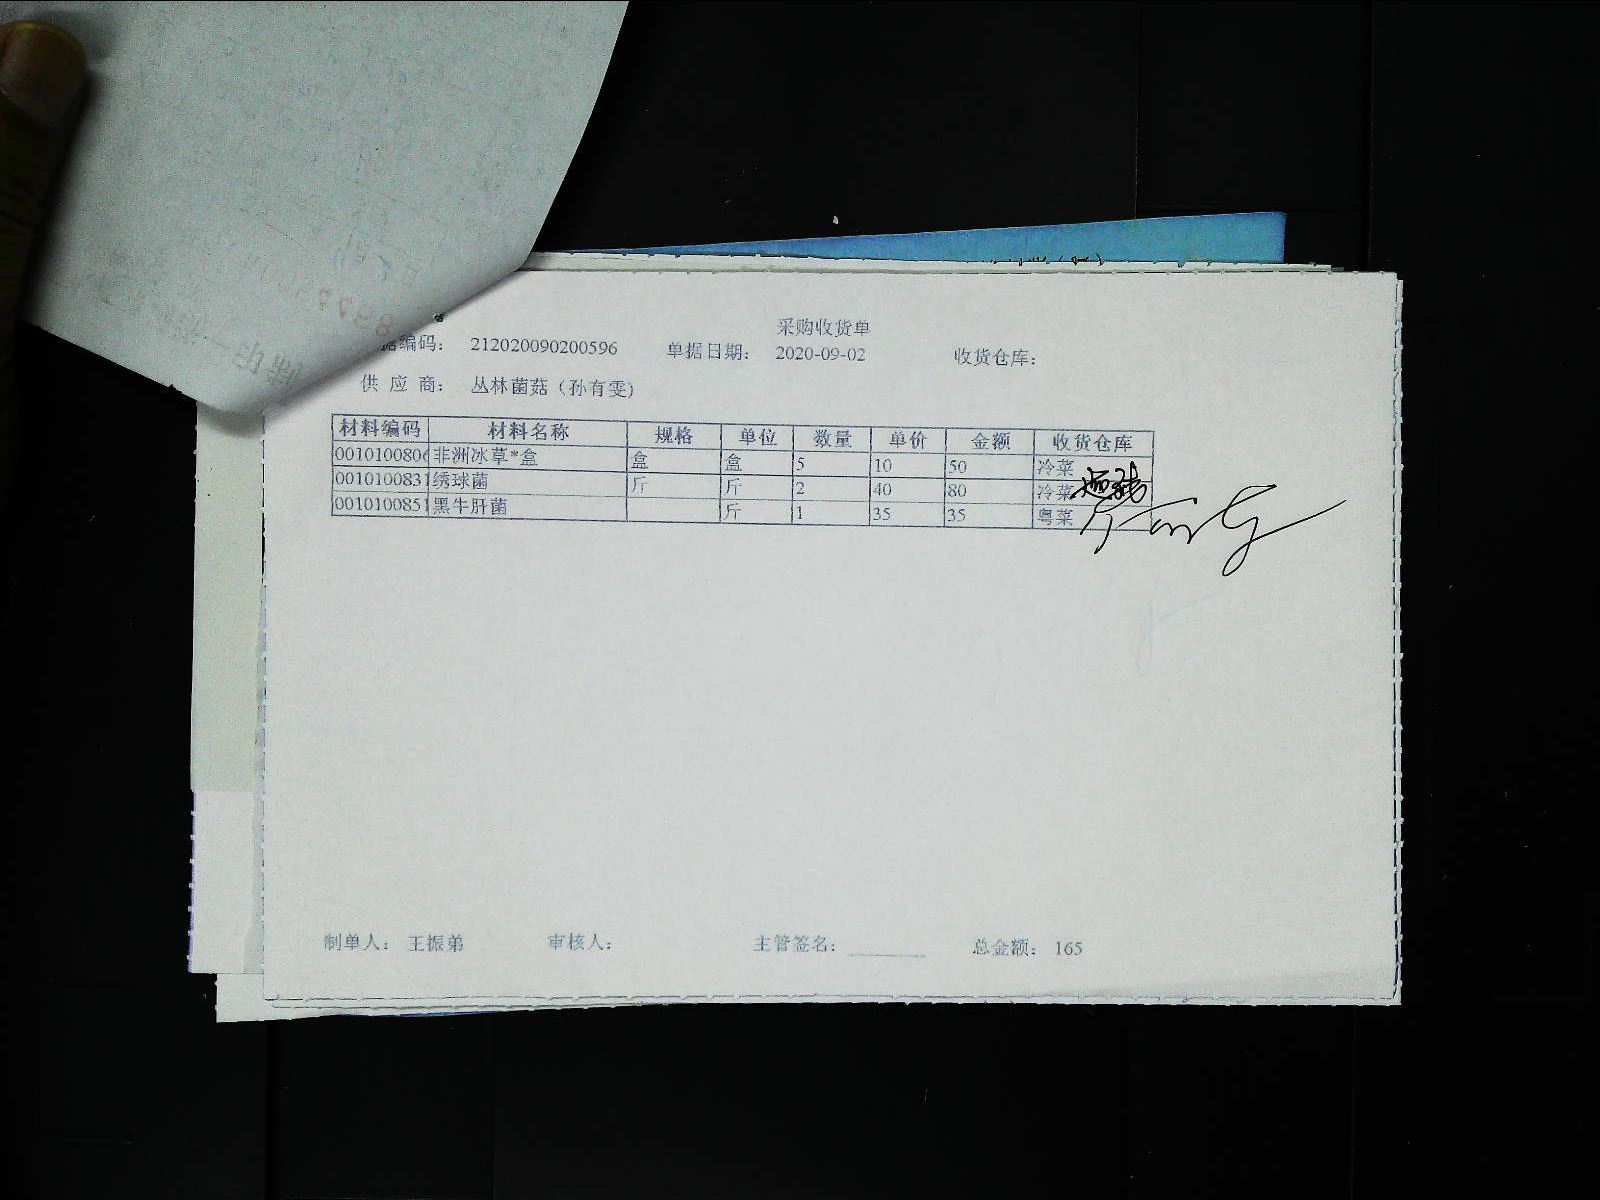 采购收货单
据编码： 212020090200596 单据日期： 2020-09-02 收货仓库：
供 应 商： 丛林菌菇（孙有雯）
材料编码 材料名称 规格 单位 数量 单价 金额 收货仓库
0010100806 非洲冰草*盒 盒 盒 5 10 50 冷菜
0010100831 绣球菌 斤 斤 2 40 80 冷菜
0010100851 黑牛肝菌 斤 1 35 35 粤菜
制单人： 王振弟 审核人： 主管签名： 总金额： 165